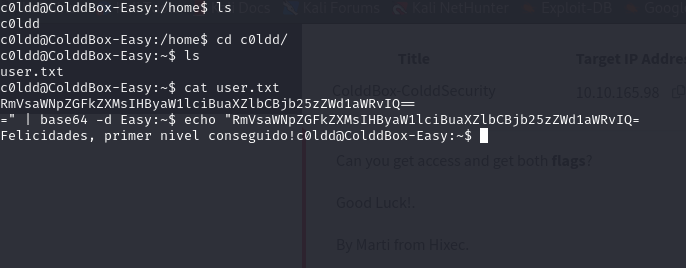 c0ldd@ColddBox-Easy:/home$ ls
c0ldd
c0ldd@ColddBox-Easy:/home$ cd c0ldd/
c0ldd@ColddBox-Easy:~$ ls
user.txt
c0ldd@ColddBox-Easy:~$ cat user.txt
RmVsaWNpZGFkZXMsIHByaW1lciBuaXZlbCBjb25zZWd1aWRvIQ==
=" | base64 -d Easy:~$ echo "RmVsaWNpZGFkZXMsIHByaW1lciBuaXZlbCBjb25zZWd1aWRvIQ=
Felicidades, primer nivel conseguido!c0ldd@ColddBox-Easy:~$
Docs Kali Forums Kali NetHunter Exploit-DB Google
Title Target IP Addre
ColddBox-ColddSecurity 10.10.165.98
Can you get access and get both flags?
Good Luck!.
By Martí from Hixec.